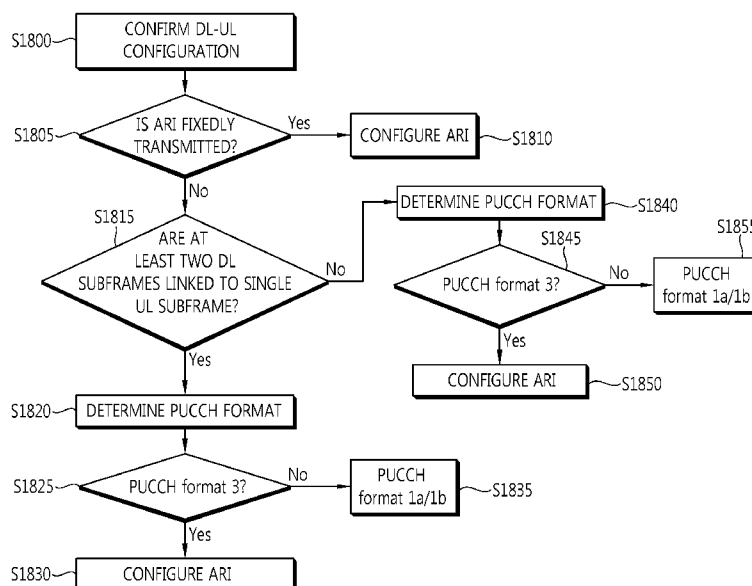 S1800
CONFIRM DL-UL
CONFIGURATION
S1805
IS ARI FIXEDLY
TRANSMITTED?
Yes
CONFIGURE ARI
S1810
No
S1815
ARE AT
LEAST TWO DL
SUBFRAMES LINKED TO SINGLE
UL SUBFRAME?
No
DETERMINE PUCCH FORMAT
S1840
S1845
PUCCH format 3?
No
S1855
PUCCH
format 1a/1b
Yes
CONFIGURE ARI
S1850
Yes
S1820
DETERMINE PUCCH FORMAT
S1825
PUCCH format 3?
No
PUCCH
format 1a/1b
S1835
Yes
S1830
CONFIGURE ARI